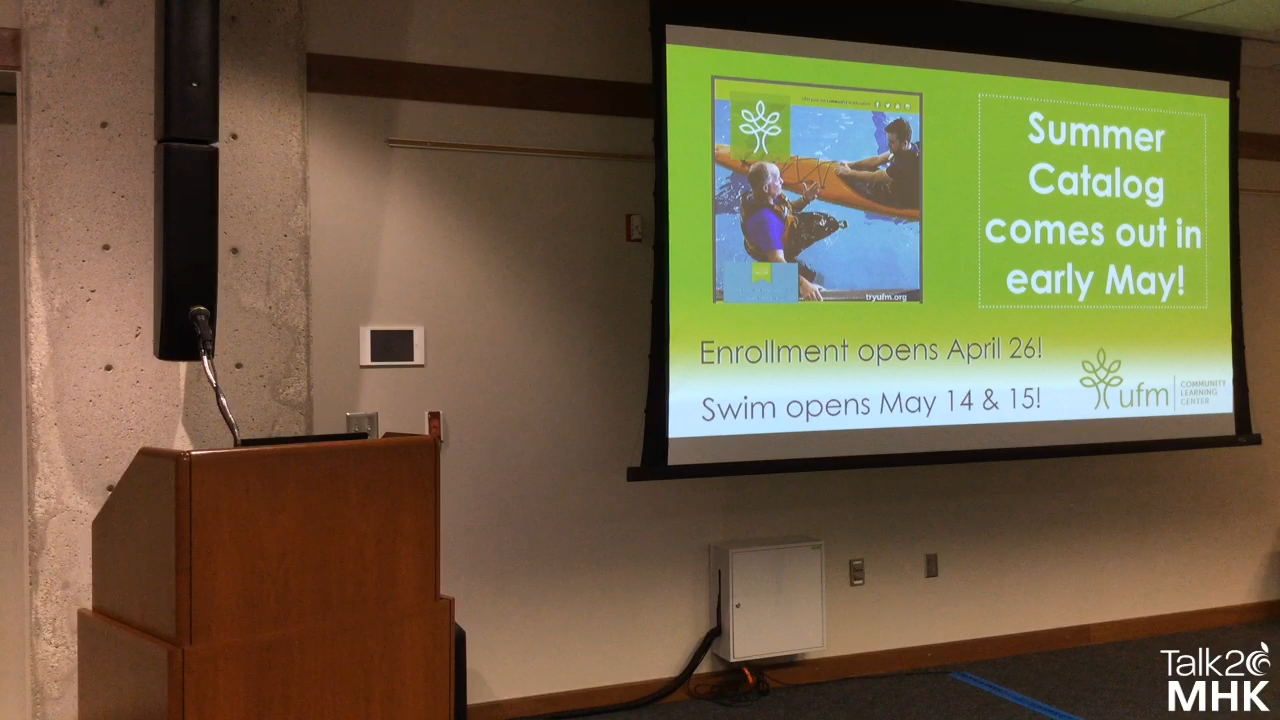 Summer
Catalog
comes out in
early May!
tryufm.org
Enrollment opens April 26!
Swim opens May 14 & 15!
ufm
COMMUNITY
LEARNING
CENTER
Talk20
MHK